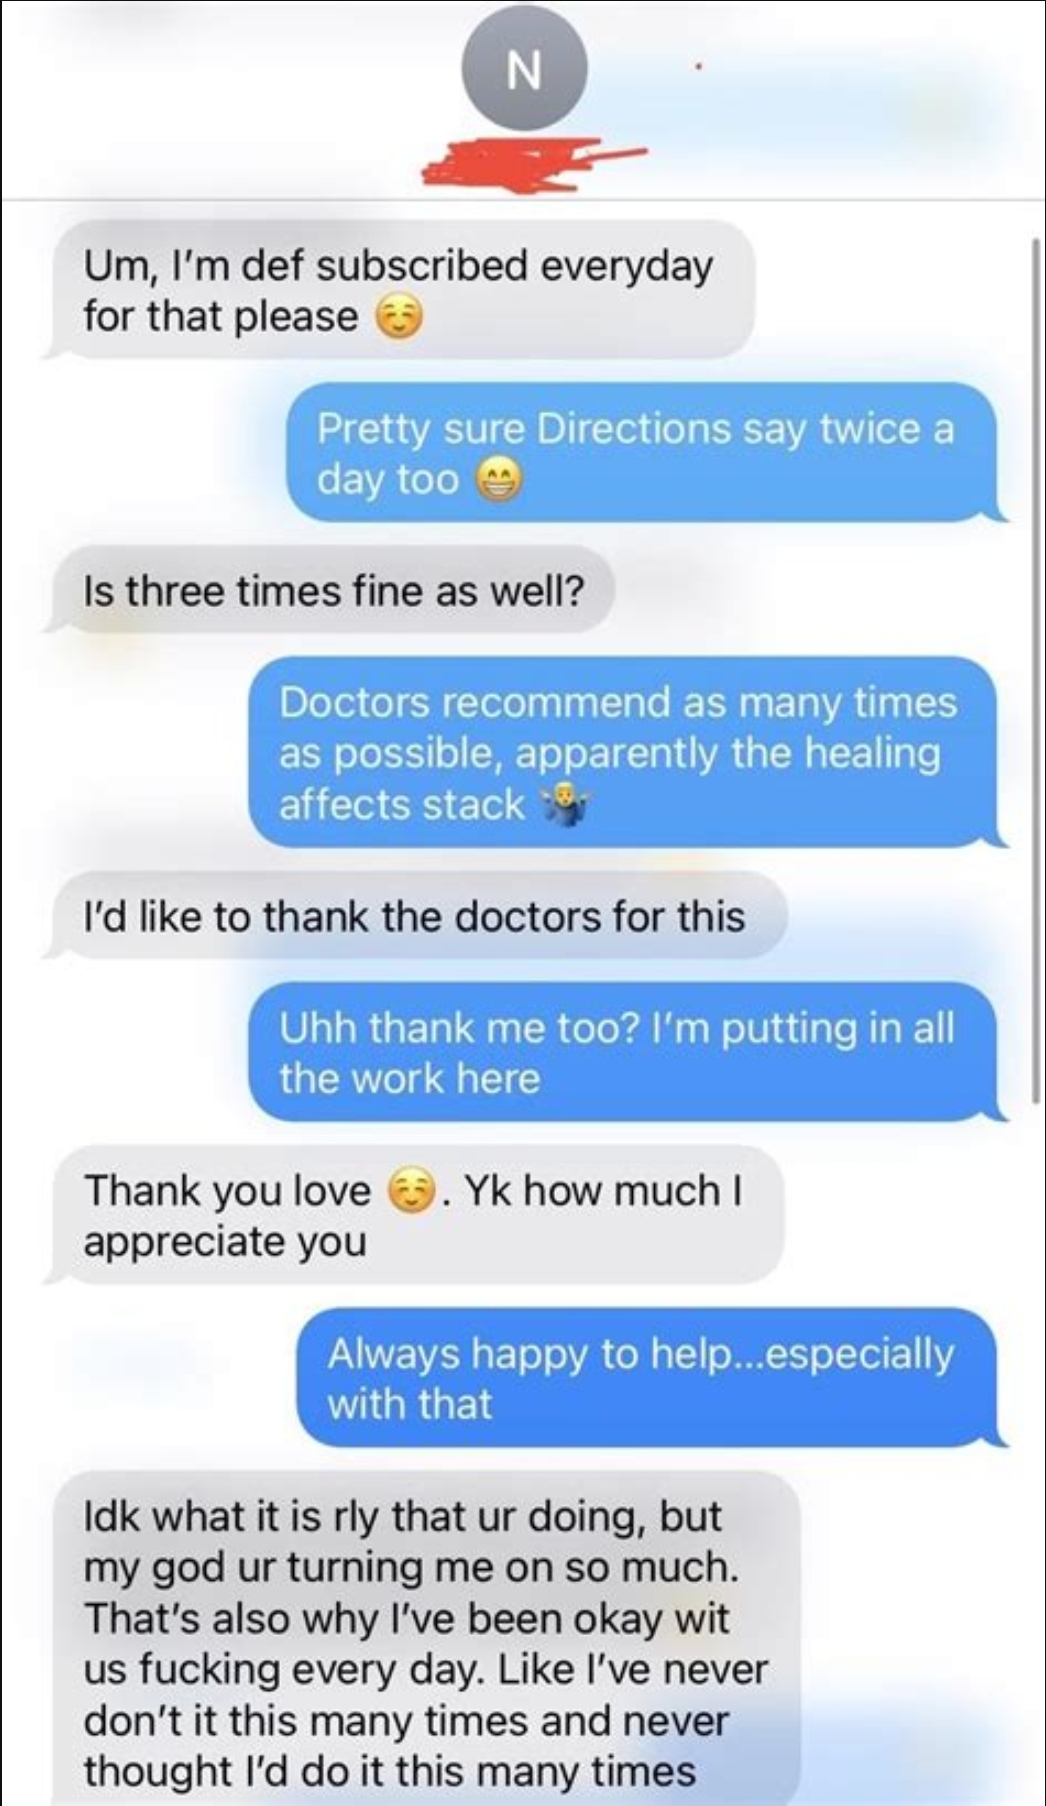 N
Um, I'm def subscribed everyday
for that please ☺️
Pretty sure Directions say twice a
day too 😁
Is three times fine as well?
Doctors recommend as many times
as possible, apparently the healing
affects stack 🤷‍♂️
I'd like to thank the doctors for this
Uhh thank me too? I'm putting in all
the work here
Thank you love ☺️. Yk how much I
appreciate you
Always happy to help...especially
with that
Idk what it is rly that ur doing, but
my god ur turning me on so much.
That's also why I've been okay wit
us fucking every day. Like I've never
don't it this many times and never
thought I'd do it this many times